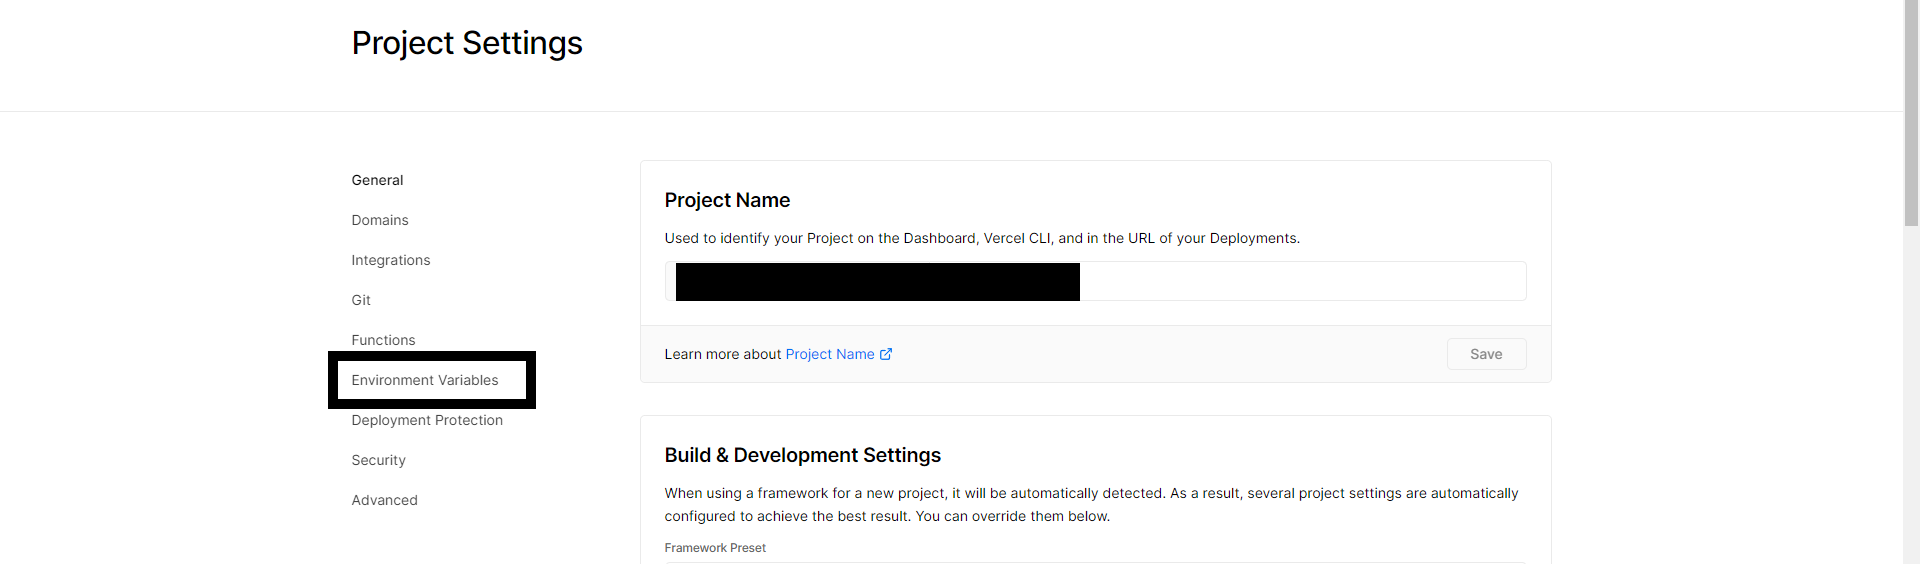 Project Settings
General
Domains
Integrations
Git
Functions
Environment Variables
Deployment Protection
Security
Advanced
Project Name
Used to identify your Project on the Dashboard, Vercel CLI, and in the URL of your Deployments.
Learn more about Project Name
Save
Build & Development Settings
When using a framework for a new project, it will be automatically detected. As a result, several project settings are automatically
configured to achieve the best result. You can override them below.
Framework Preset